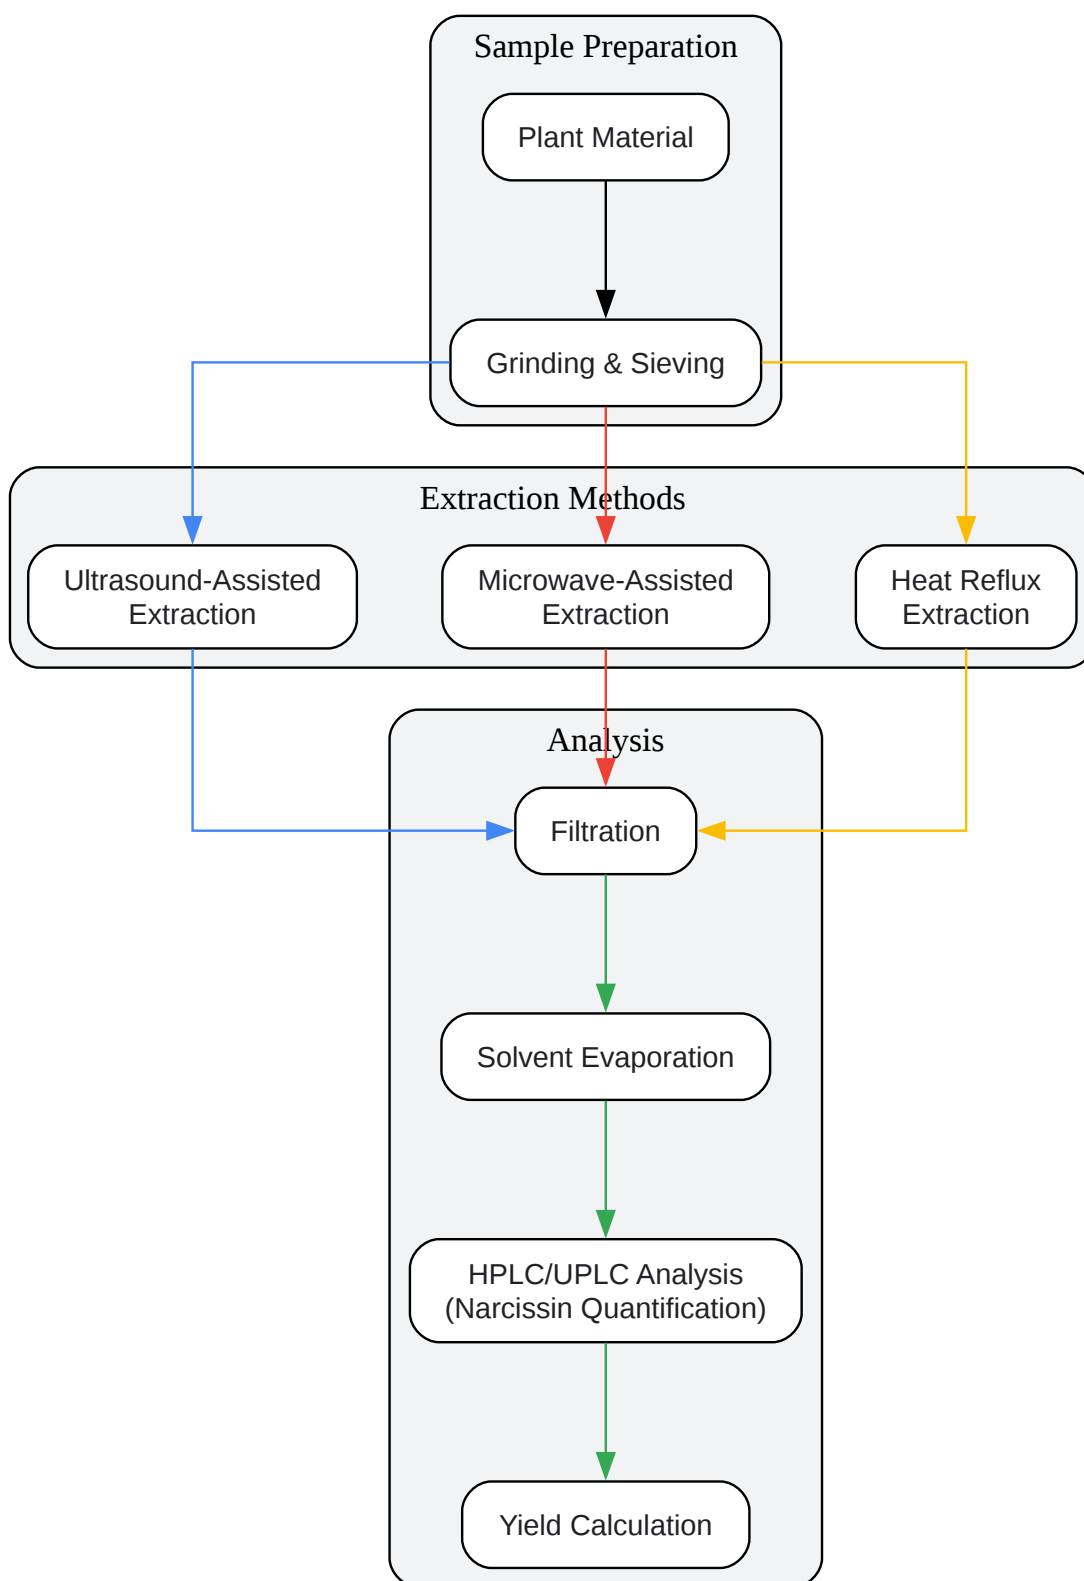 Sample Preparation
Plant Material
Grinding & Sieving
Extraction Methods
Ultrasound-Assisted
Extraction
Microwave-Assisted
Extraction
Heat Reflux
Extraction
Analysis
Filtration
Solvent Evaporation
HPLC/UPLC Analysis
(Narcissin Quantification)
Yield Calculation